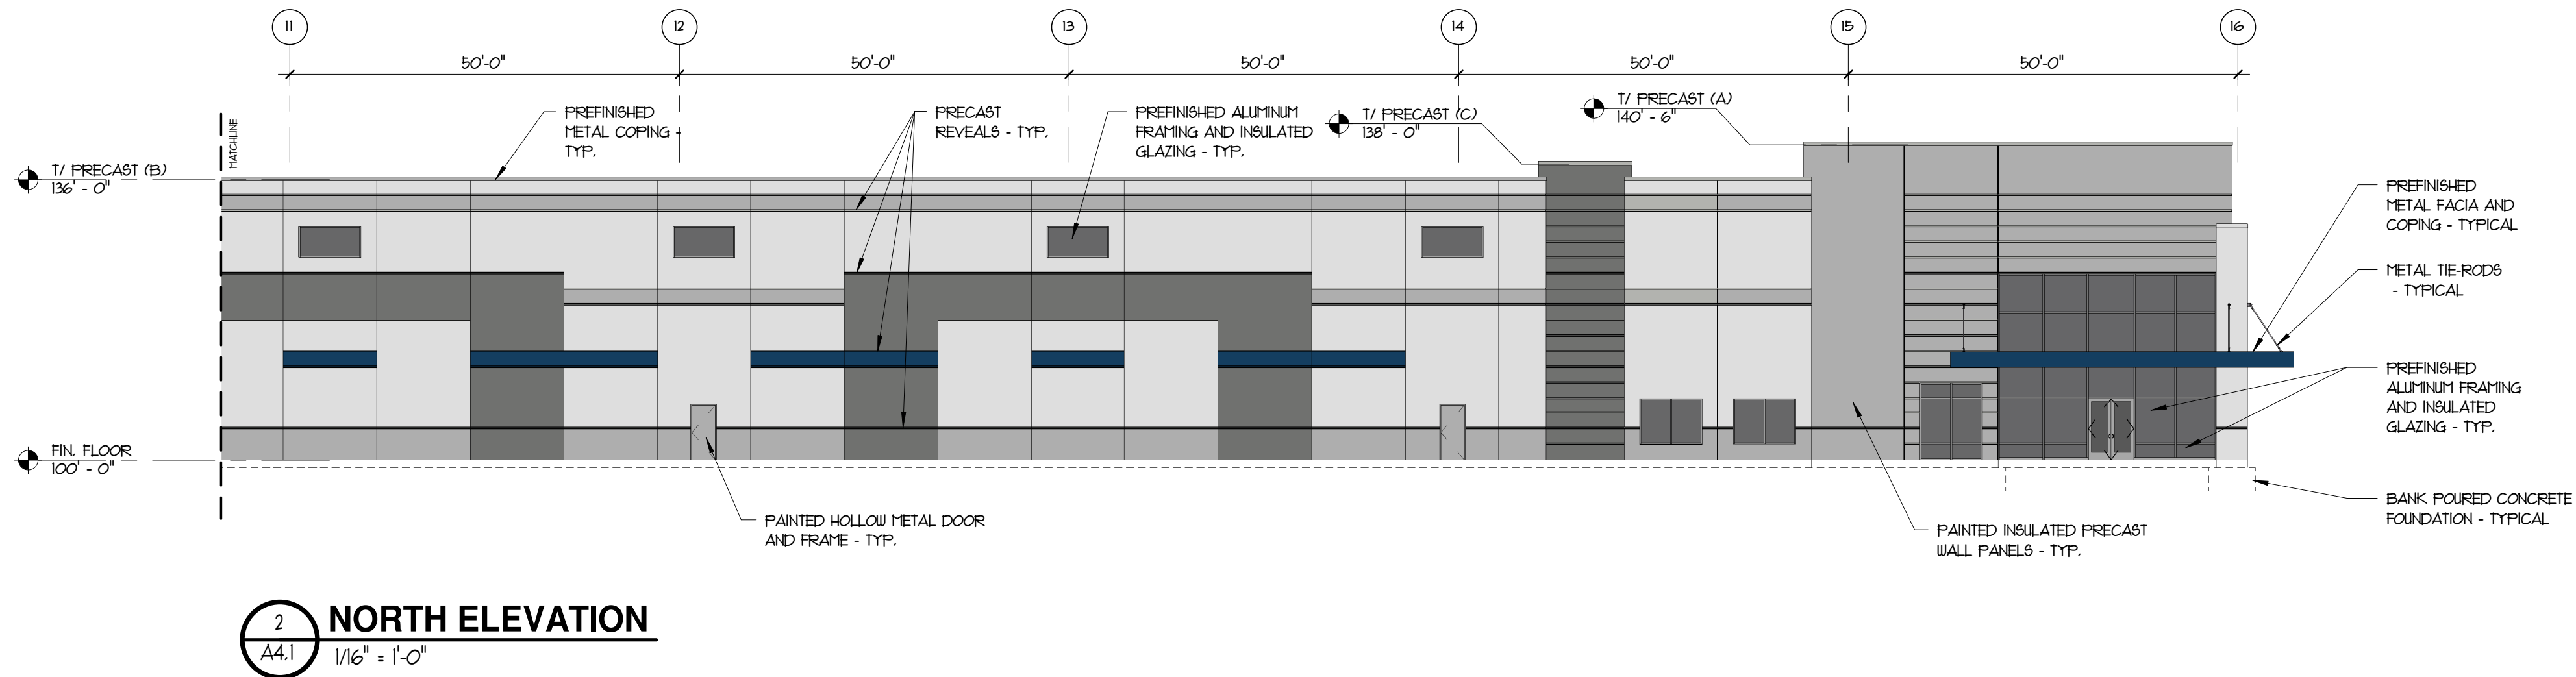 11
12
13
14
15
16
50'-0"
50'-0"
50'-0"
50'-0"
50'-0"
MATCHLINE
PREFINISHED
METAL COPING -
TYP.
PRECAST
REVEALS - TYP.
PREFINISHED ALUMINUM
FRAMING AND INSULATED
GLAZING - TYP.
T/ PRECAST (C)
138' - 0"
T/ PRECAST (A)
140' - 6"
T/ PRECAST (B)
136' - 0"
PREFINISHED
METAL FACIA AND
COPING - TYPICAL
METAL TIE-RODS
- TYPICAL
PREFINISHED
ALUMINUM FRAMING
AND INSULATED
GLAZING - TYP.
FIN. FLOOR
100' - 0"
BANK POURED CONCRETE
FOUNDATION - TYPICAL
PAINTED HOLLOW METAL DOOR
AND FRAME - TYP.
PAINTED INSULATED PRECAST
WALL PANELS - TYP.
2
A4.1
NORTH ELEVATION
1/16" = 1'-0"